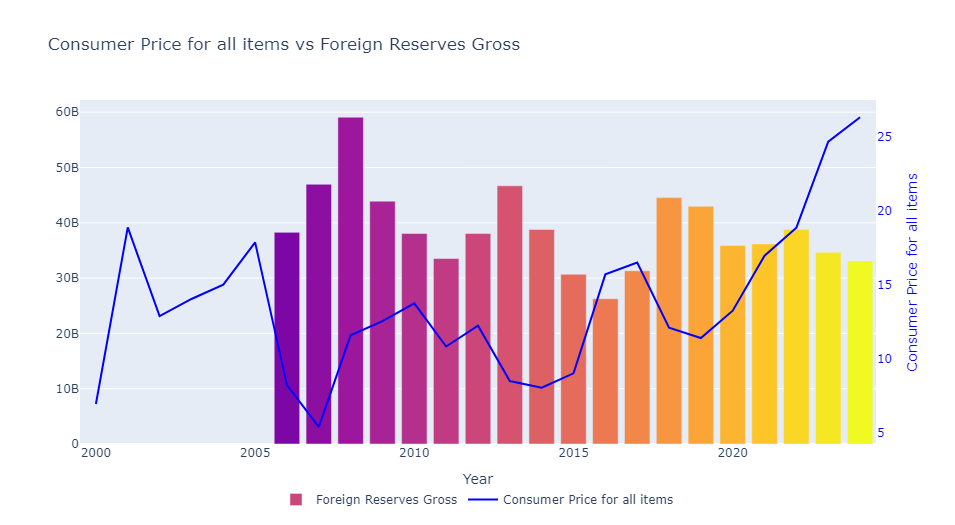 Consumer Price for all items vs Foreign Reserves Gross
60B
50B
40B
30B
20B
10B
0
25
20
15
10
5
Consumer Price for all items
2000 2005 2010 2015 2020
Year
Foreign Reserves Gross Consumer Price for all items